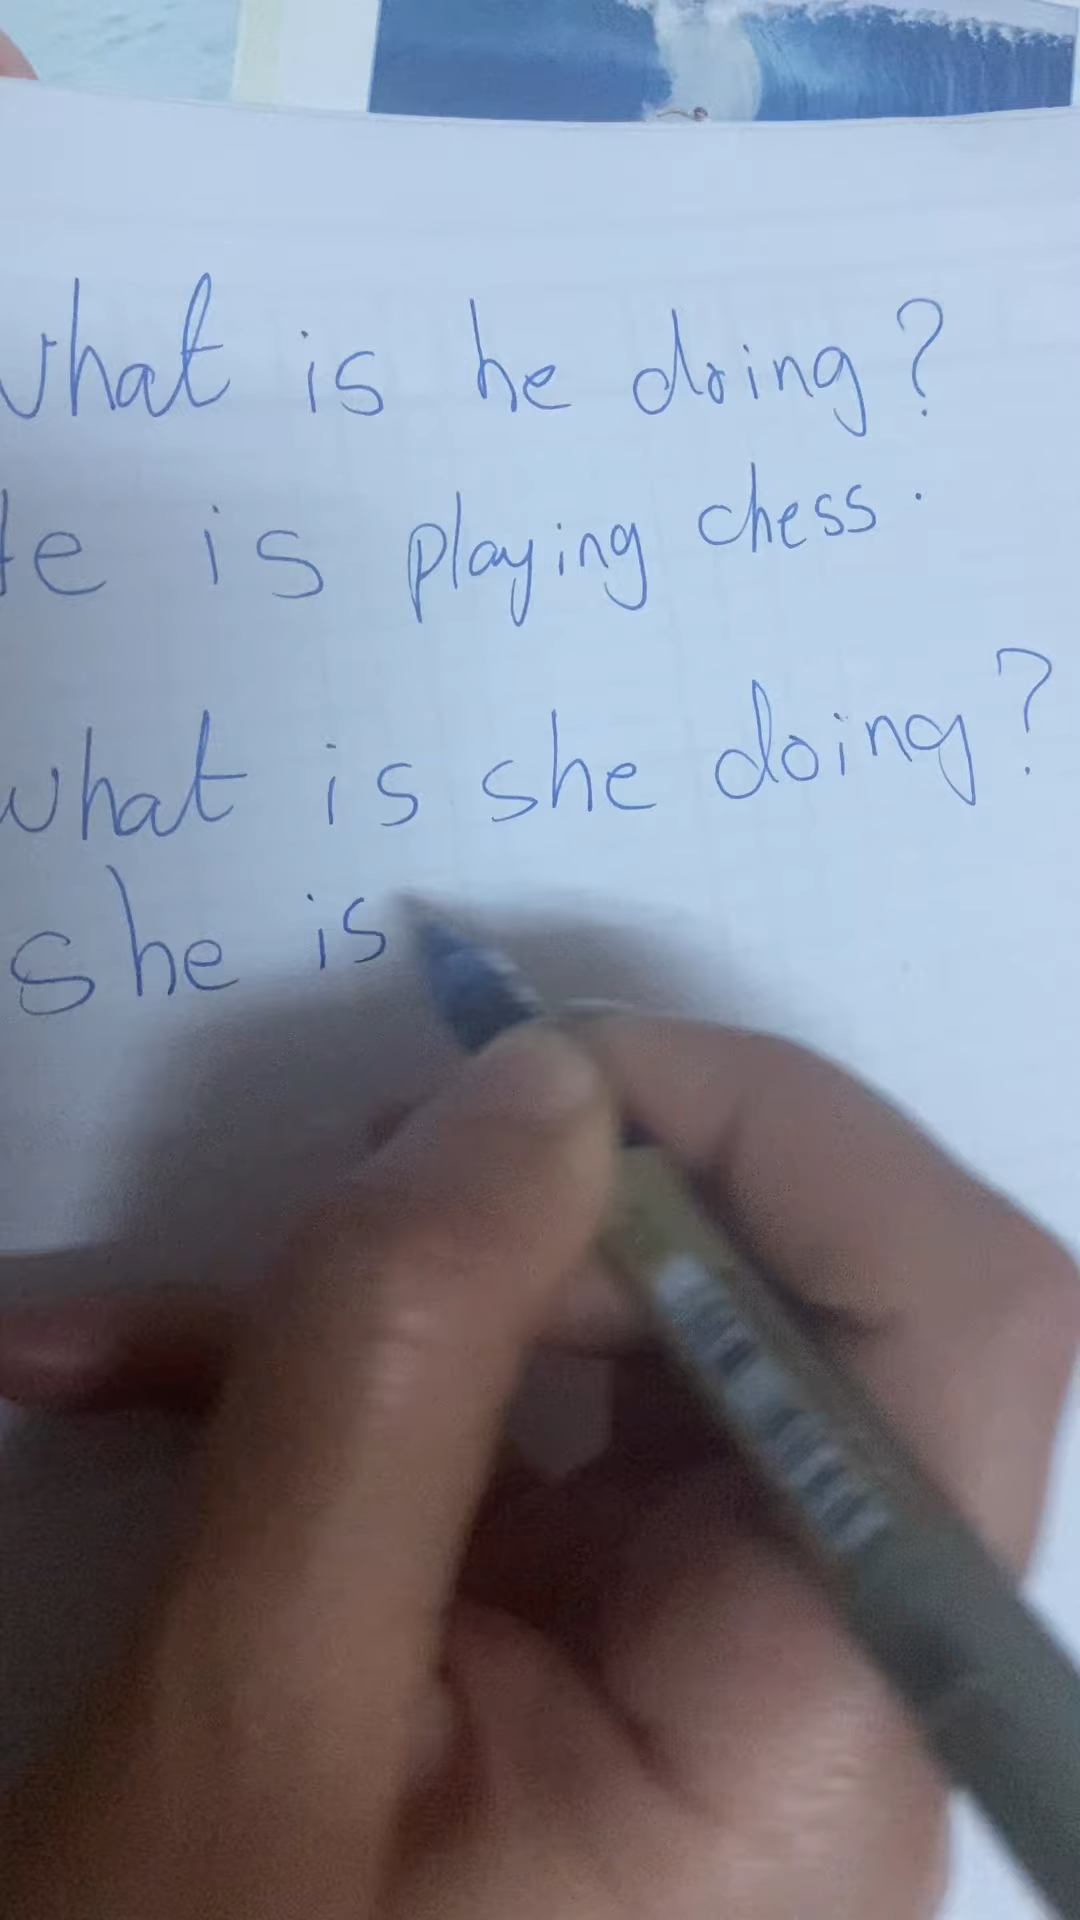 what is he doing?
He is playing chess.
what is she doing?
she is